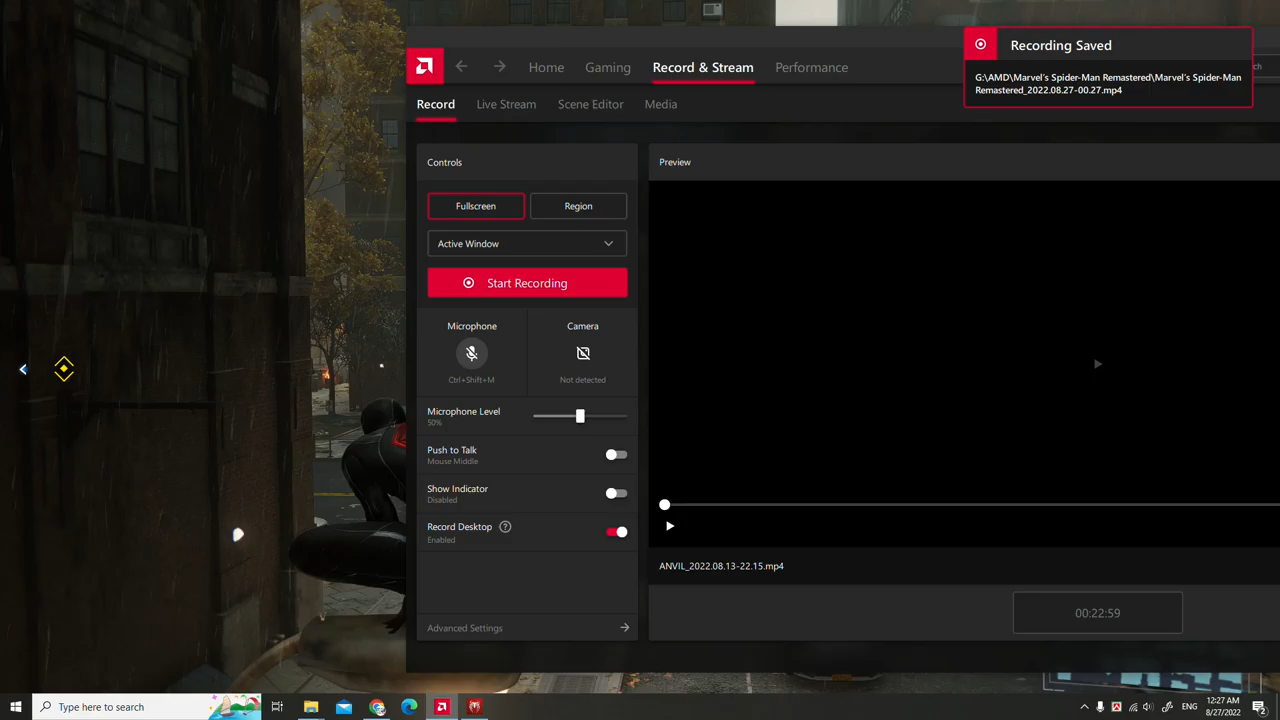 Recording Saved
G:\AMD\Marvel's Spider-Man Remastered\Marvel's Spider-Man
Remastered_2022.08.27-00.27.mp4
Home
Gaming
Record & Stream
Performance
Record
Live Stream
Scene Editor
Media
Controls
Fullscreen
Region
Active Window
Start Recording
Microphone
Ctrl+Shift+M
Camera
Not detected
Microphone Level
50%
Push to Talk
Mouse Middle
Show Indicator
Disabled
Record Desktop
Enabled
Advanced Settings
Preview
ANVIL_2022.08.13-22.15.mp4
00:22:59
Type here to search
ENG
12:27 AM
8/27/2022
2